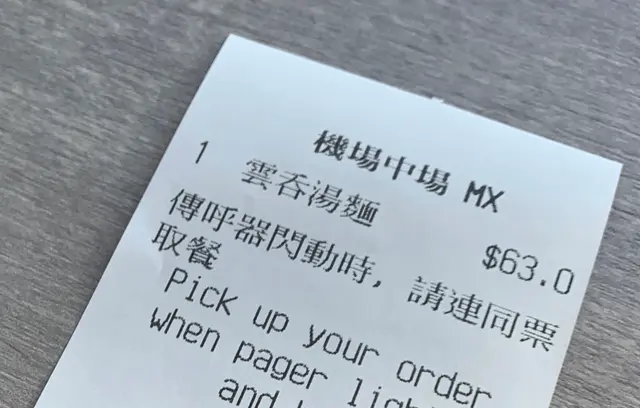 機場中場 MX
1 雲吞湯麵 $63.0
傳呼器閃動時, 請連同票
取餐
Pick up your order
when pager
and